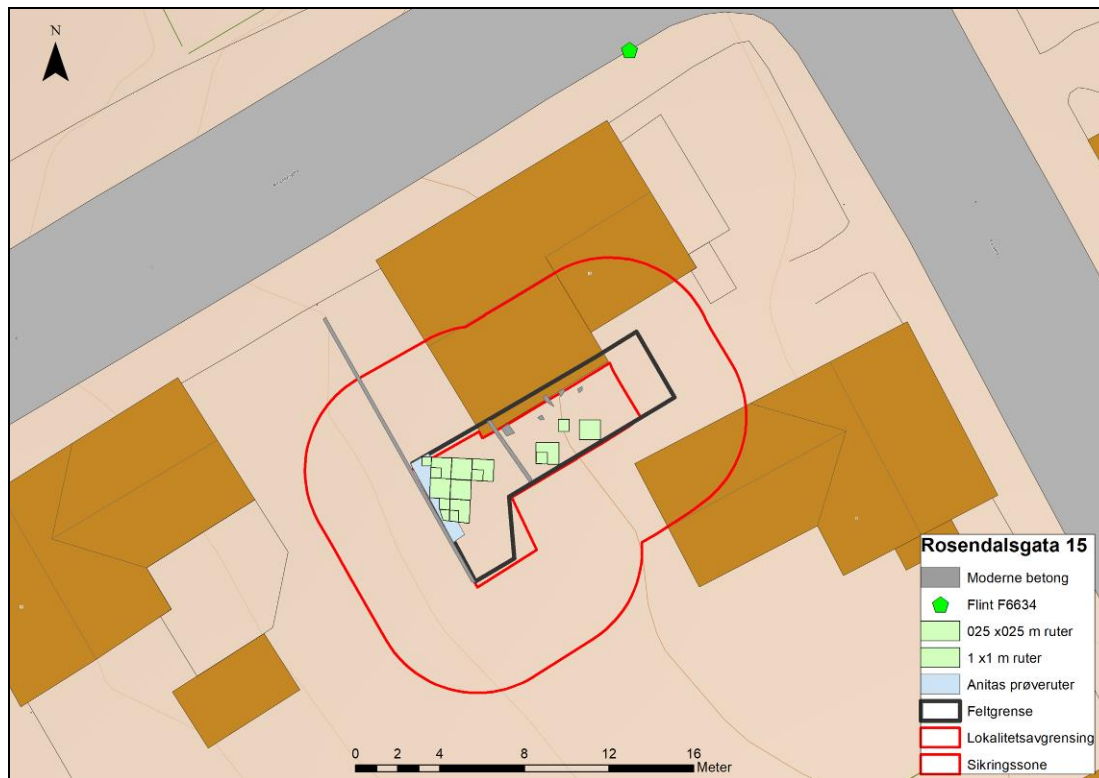 N
Rosendalsgata 15
Moderne betong
Flint F6634
025 x025 m ruter
1 x1 m ruter
Anitas prøveruter
Feltgrense
Lokalitetsavgrensing
Sikringssone
0 2 4 8 12 16
Meter